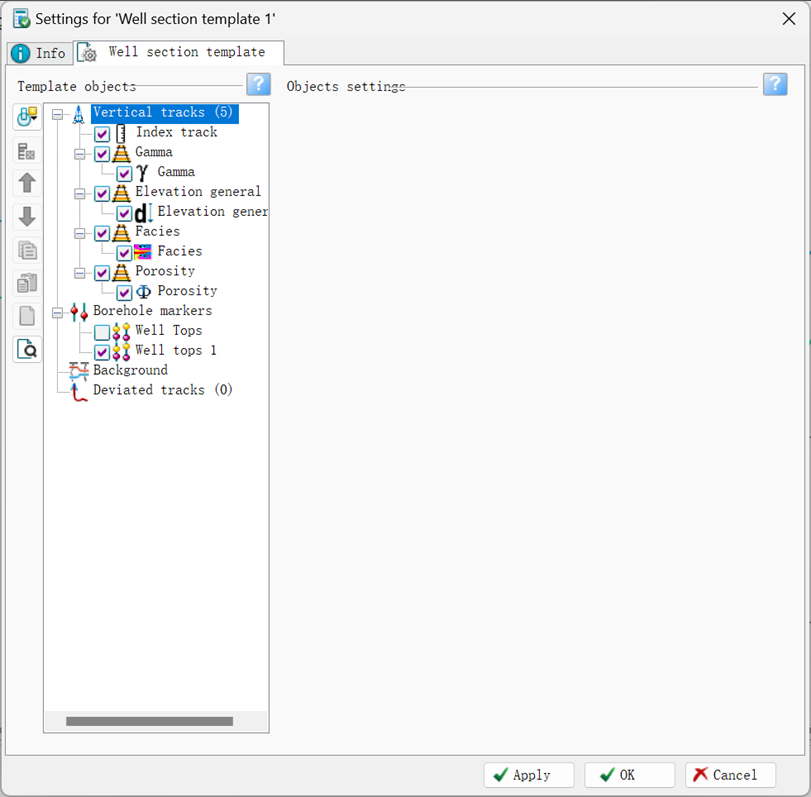 Settings for 'Well section template 1'
Info
Well section template
Template objects
?
Objects settings
?
Vertical tracks (5)
Index track
Gamma
γ Gamma
Elevation general
d Elevation gener
Facies
Facies
Porosity
Φ Porosity
Borehole markers
Well Tops
Well tops 1
Background
Deviated tracks (0)
Apply
OK
Cancel